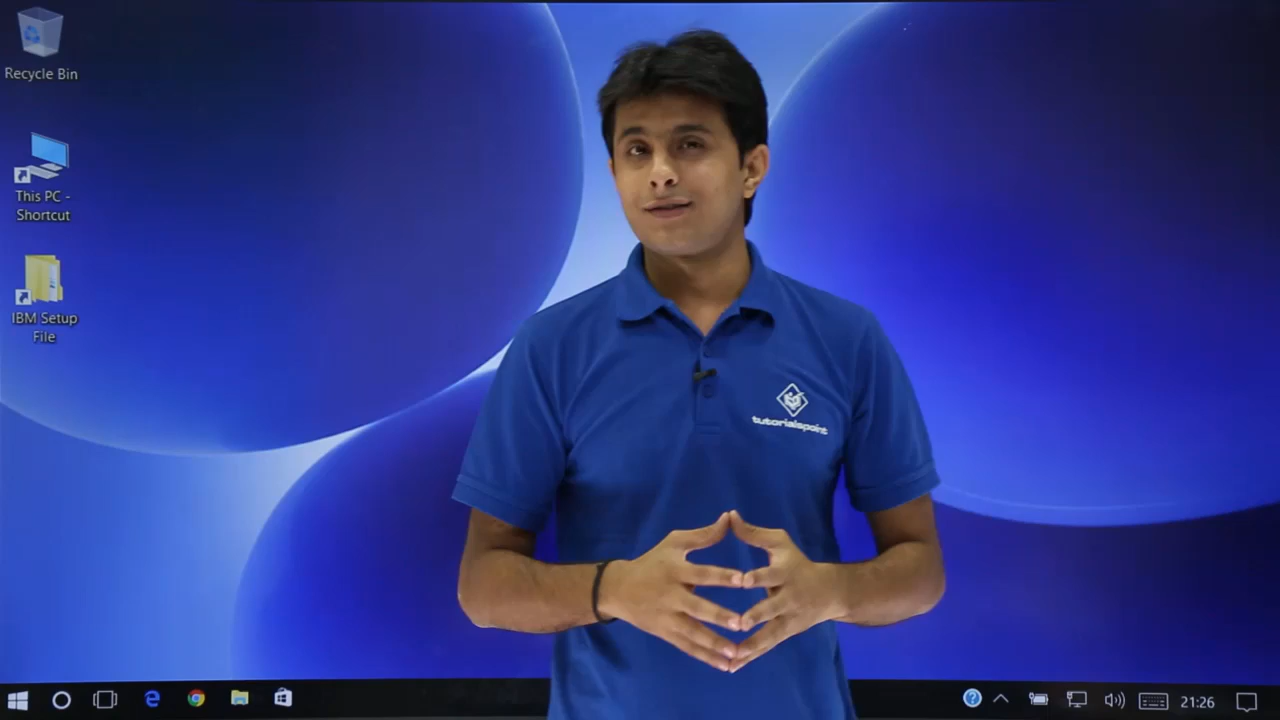 Recycle Bin
This PC -
Shortcut
IBM Setup
File
tutorialspoint
21:26